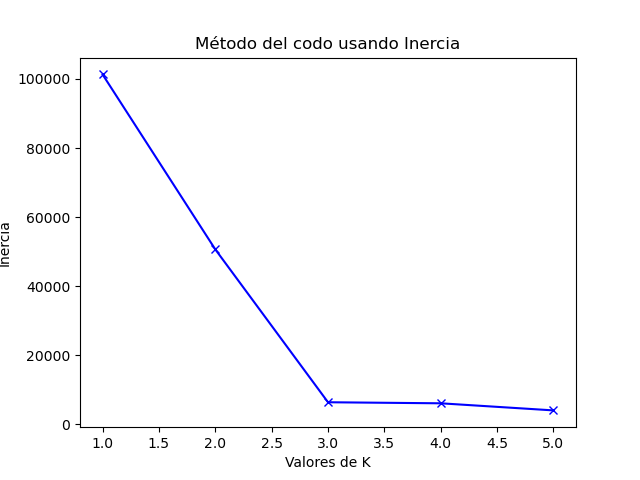 Método del codo usando Inercia
100000
80000
60000
40000
20000
0
Inercia
1.0 1.5 2.0 2.5 3.0 3.5 4.0 4.5 5.0
Valores de K